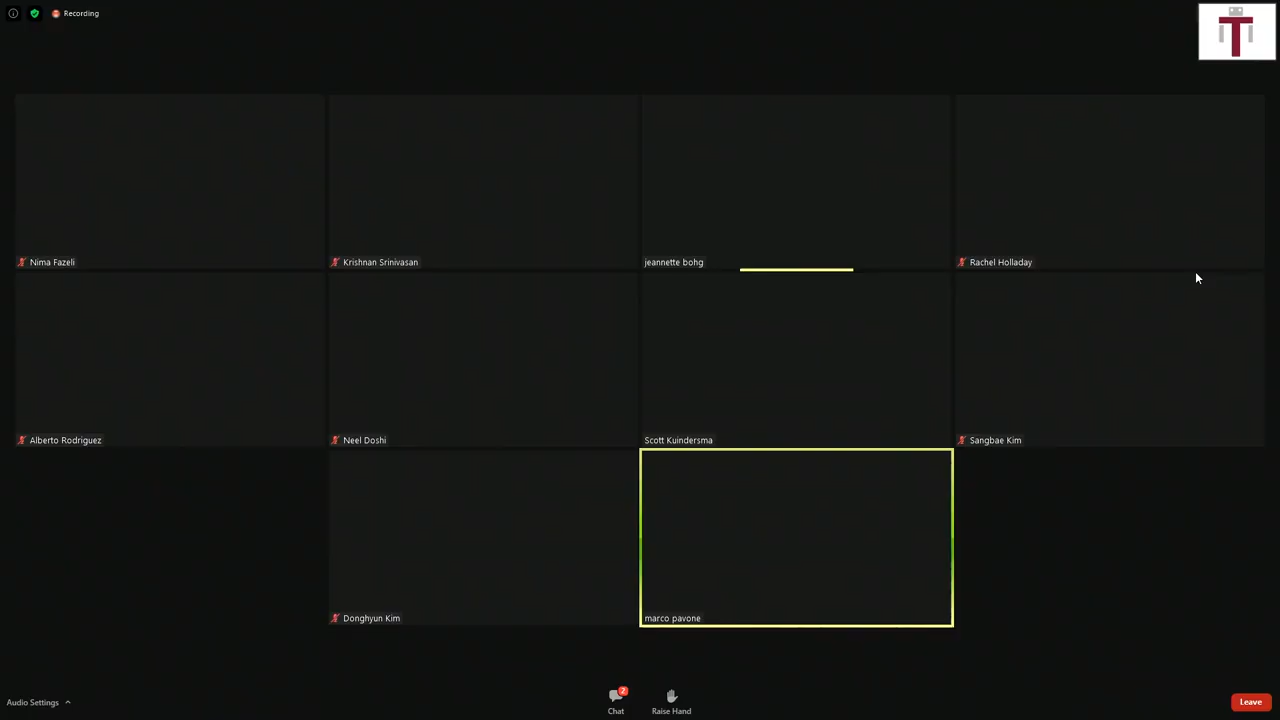 Recording
Nima Fazeli
Krishnan Srinivasan
jeannette bohg
Rachel Holladay
Alberto Rodriguez
Neel Doshi
Scott Kuindersma
Sangbae Kim
Donghyun Kim
marco pavone
Audio Settings
2
Chat
Raise Hand
Leave